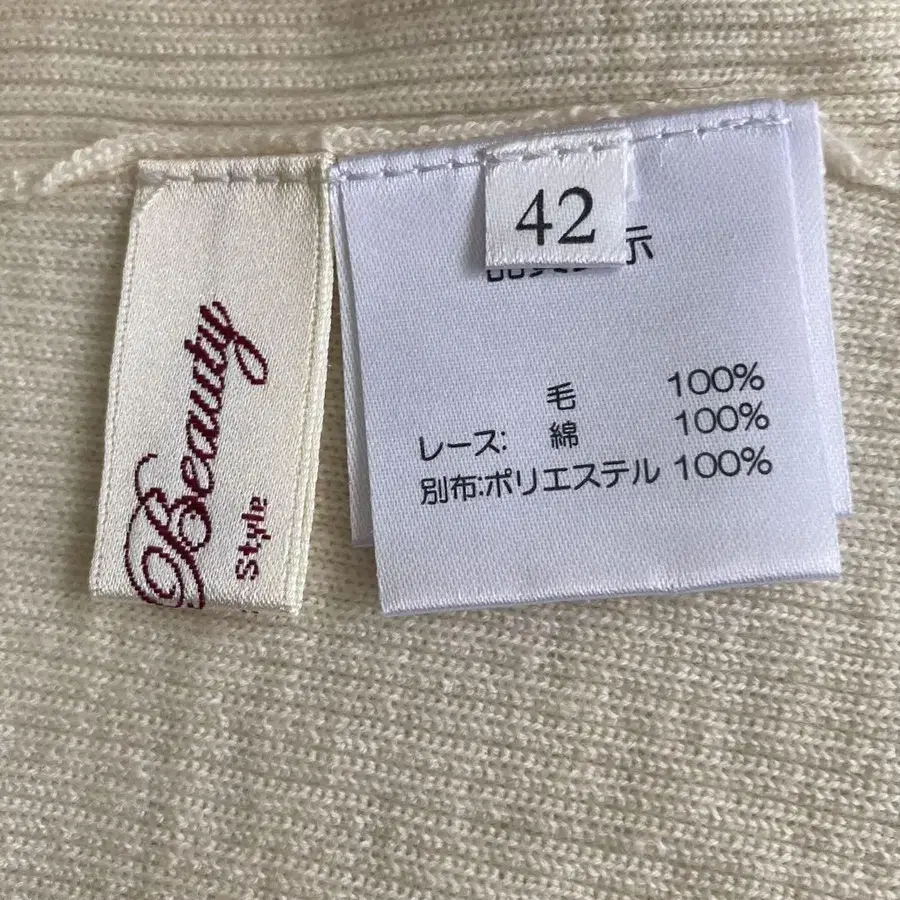 Beauty
Style
42
毛 100%
レース: 綿 100%
別布:ポリエステル 100%